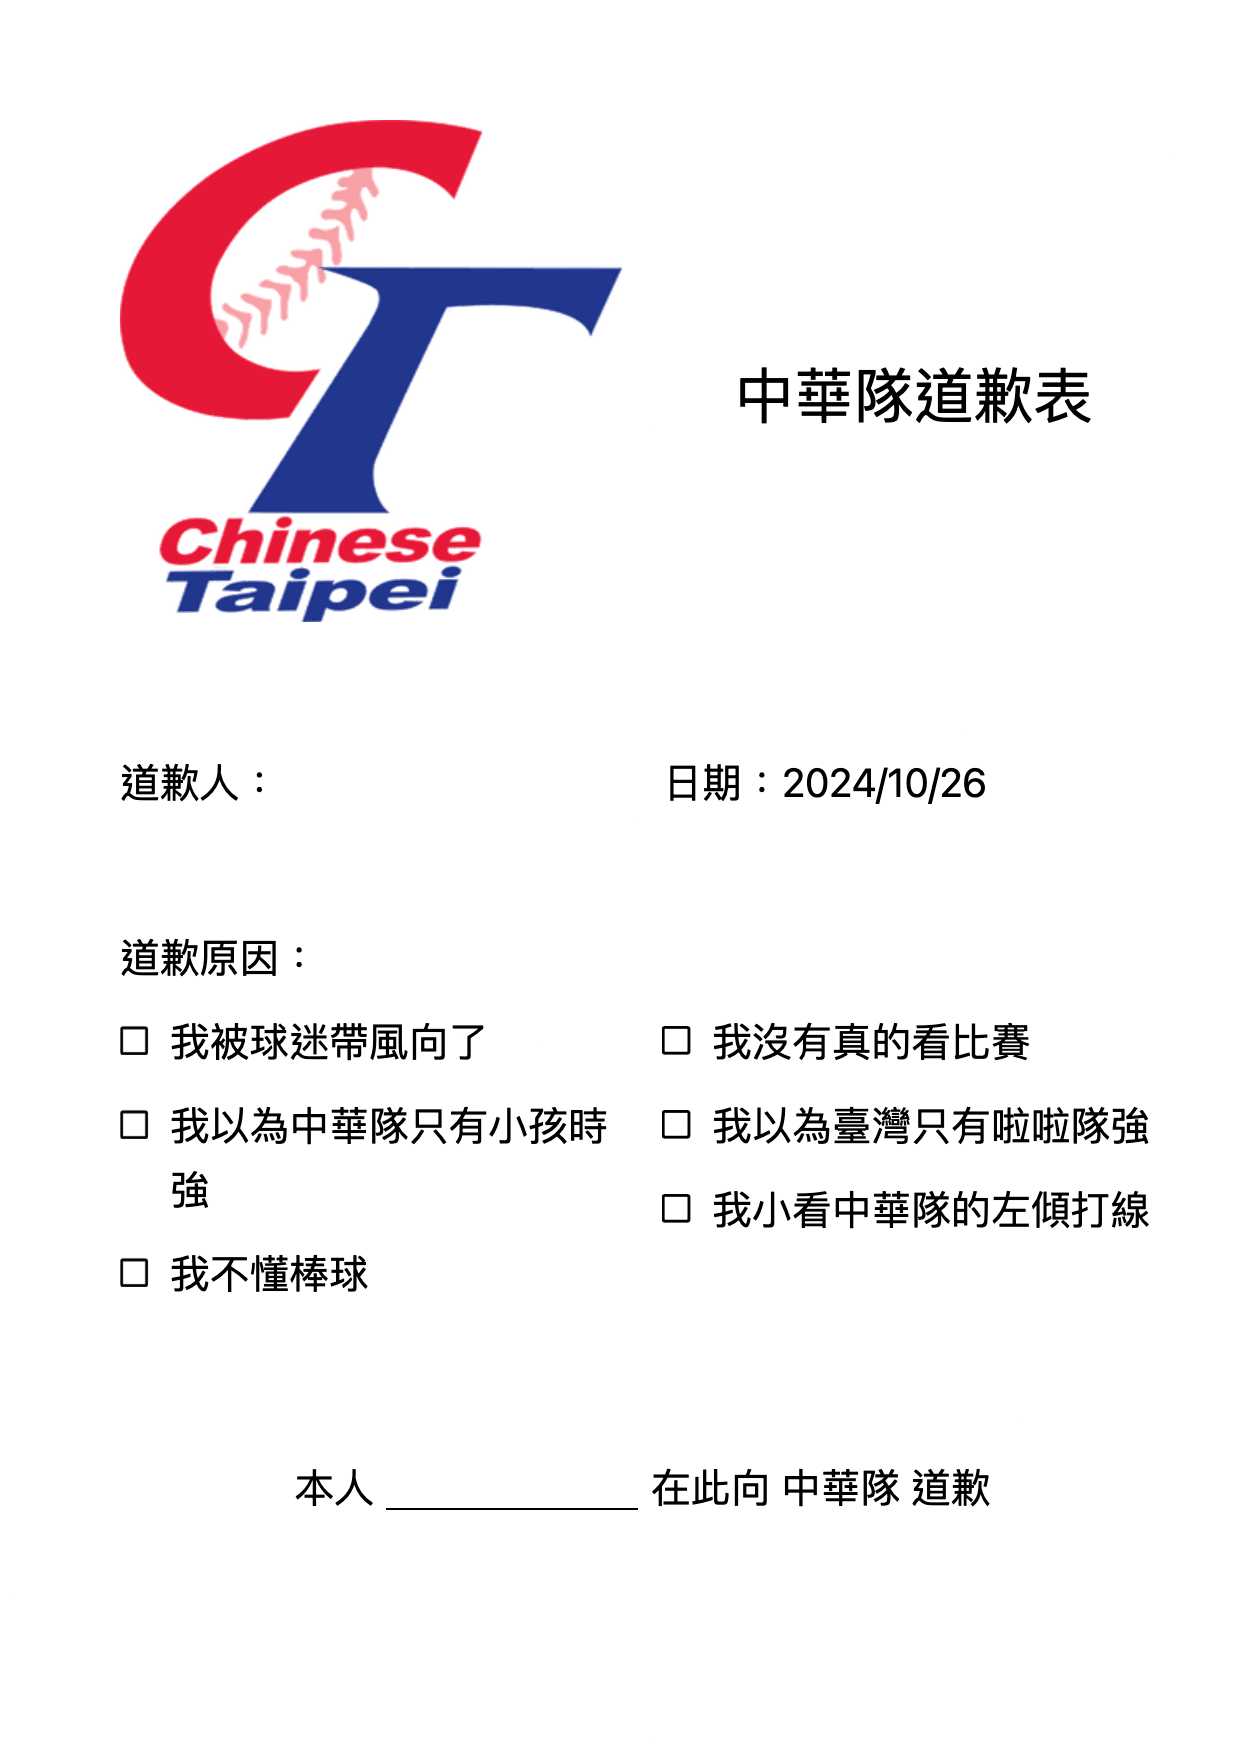 CT
Chinese
Taipei
中華隊道歉表
道歉人：
日期：2024/10/26
道歉原因：
☐ 我被球迷帶風向了
☐ 我以為中華隊只有小孩時
強
☐ 我不懂棒球
☐ 我沒有真的看比賽
☐ 我以為臺灣只有啦啦隊強
☐ 我小看中華隊的左傾打線
本人 ____________ 在此向 中華隊 道歉